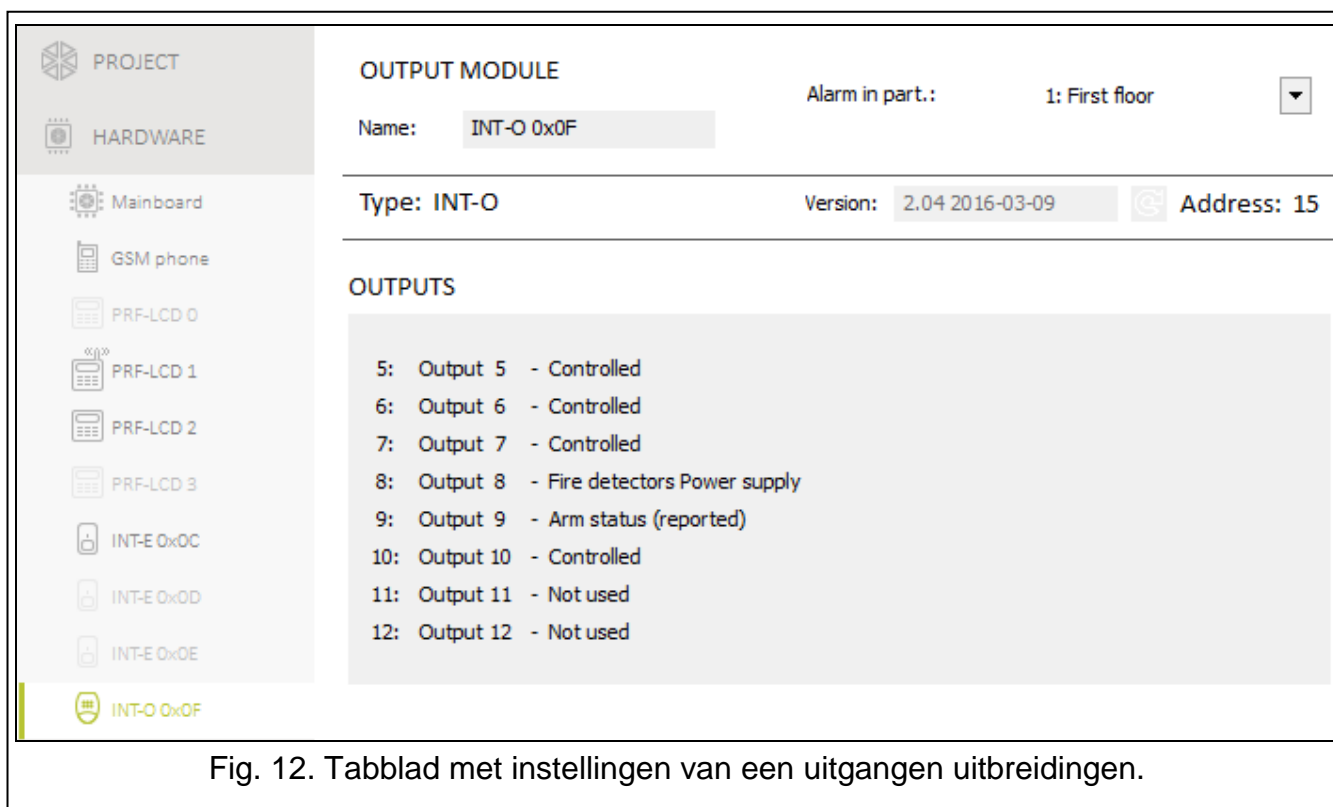 PROJECT
HARDWARE
Mainboard
GSM phone
PRF-LCD 0
PRF-LCD 1
PRF-LCD 2
PRF-LCD 3
INT-E 0x0C
INT-E 0x0D
INT-E 0x0E
INT-O 0x0F
OUTPUT MODULE
Alarm in part.: 1: First floor
Name: INT-O 0x0F
Type: INT-O Version: 2.04 2016-03-09 Address: 15
OUTPUTS
5: Output 5 - Controlled
6: Output 6 - Controlled
7: Output 7 - Controlled
8: Output 8 - Fire detectors Power supply
9: Output 9 - Arm status (reported)
10: Output 10 - Controlled
11: Output 11 - Not used
12: Output 12 - Not used
Fig. 12. Tabblad met instellingen van een uitgangen uitbreidingen.